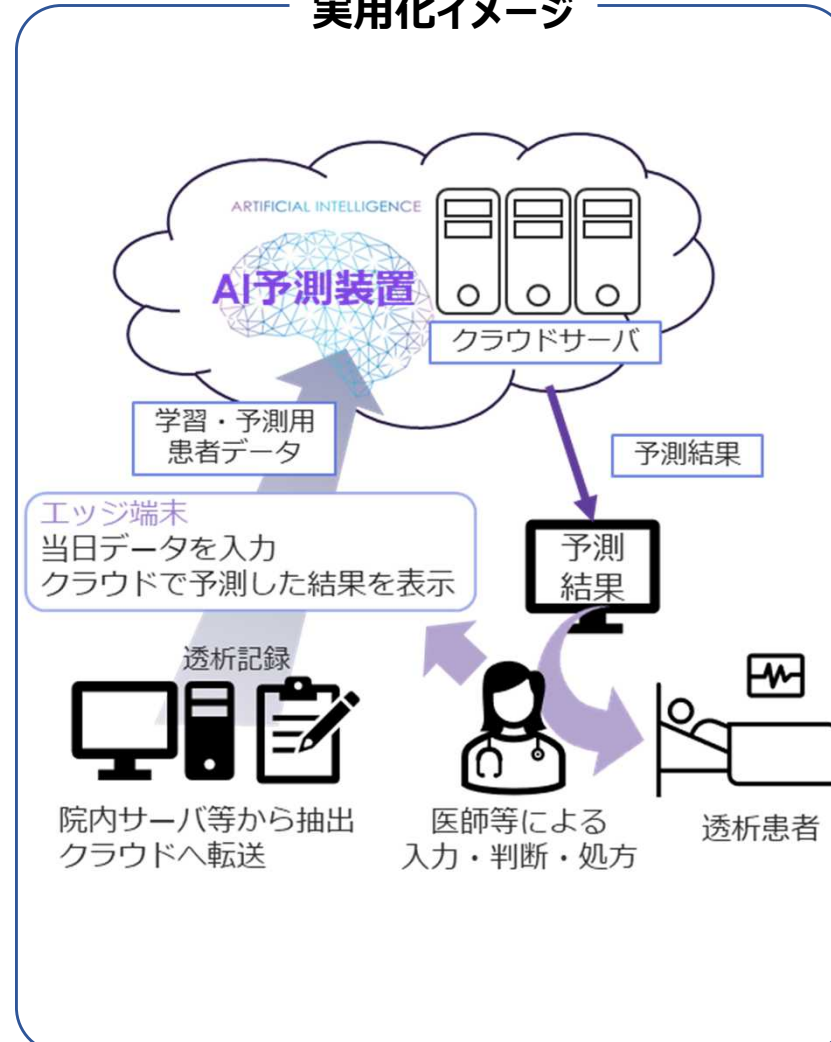 実用化イメージ
ARTIFICIAL INTELLIGENCE
AI予測装置
クラウドサーバ
学習・予測用
患者データ
予測結果
エッジ端末
当日データを入力
クラウドで予測した結果を表示
予測
結果
透析記録
院内サーバ等から抽出
クラウドへ転送
医師等による
入力・判断・処方
透析患者